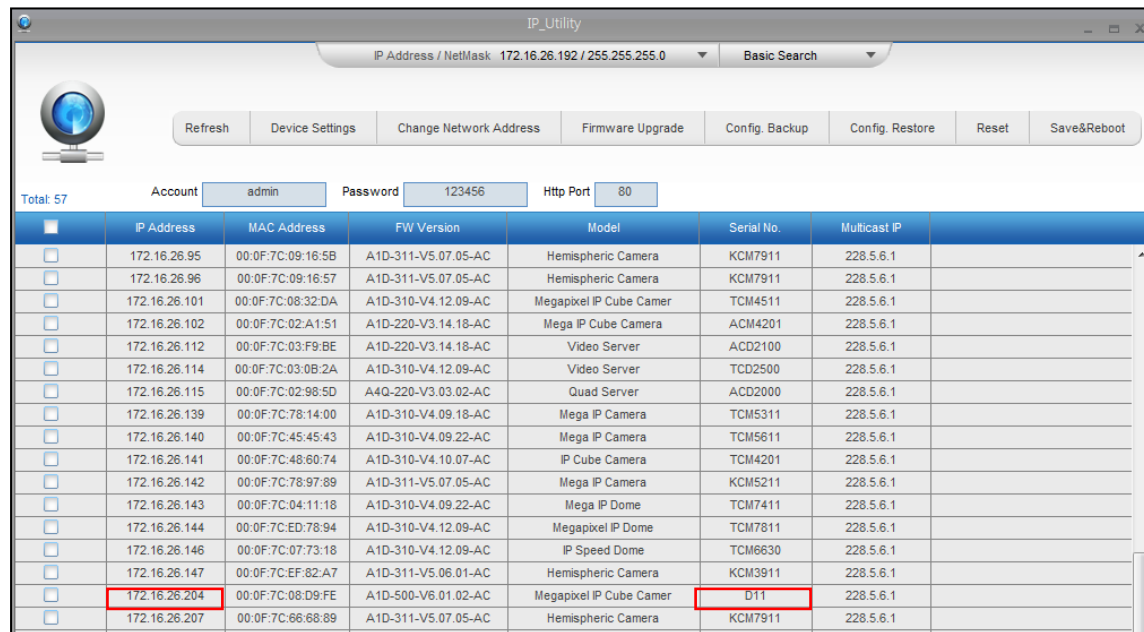 IP_Utility
IP Address / NetMask 172.16.26.192 / 255.255.255.0 Basic Search
Refresh Device Settings Change Network Address Firmware Upgrade Config. Backup Config. Restore Reset Save&Reboot
Total: 57 Account admin Password 123456 Http Port 80
IP Address MAC Address FW Version Model Serial No. Multicast IP
172.16.26.95 00:0F:7C:09:16:5B A1D-311-V5.07.05-AC Hemispheric Camera KCM7911 228.5.6.1
172.16.26.96 00:0F:7C:09:16:57 A1D-311-V5.07.05-AC Hemispheric Camera KCM7911 228.5.6.1
172.16.26.101 00:0F:7C:08:32:DA A1D-310-V4.12.09-AC Megapixel IP Cube Camer TCM4511 228.5.6.1
172.16.26.102 00:0F:7C:02:A1:51 A1D-220-V3.14.18-AC Mega IP Cube Camera ACM4201 228.5.6.1
172.16.26.112 00:0F:7C:03:F9:BE A1D-220-V3.14.18-AC Video Server ACD2100 228.5.6.1
172.16.26.114 00:0F:7C:03:0B:2A A1D-310-V4.12.09-AC Video Server TCD2500 228.5.6.1
172.16.26.115 00:0F:7C:02:98:5D A4Q-220-V3.03.02-AC Quad Server ACD2000 228.5.6.1
172.16.26.139 00:0F:7C:78:14:00 A1D-310-V4.09.18-AC Mega IP Camera TCM5311 228.5.6.1
172.16.26.140 00:0F:7C:45:45:43 A1D-310-V4.09.22-AC Mega IP Camera TCM5611 228.5.6.1
172.16.26.141 00:0F:7C:48:60:74 A1D-310-V4.10.07-AC IP Cube Camera TCM4201 228.5.6.1
172.16.26.142 00:0F:7C:78:97:89 A1D-311-V5.07.05-AC Mega IP Camera KCM5211 228.5.6.1
172.16.26.143 00:0F:7C:04:11:18 A1D-310-V4.09.22-AC Mega IP Dome TCM7411 228.5.6.1
172.16.26.144 00:0F:7C:ED:78:94 A1D-310-V4.12.09-AC Megapixel IP Dome TCM7811 228.5.6.1
172.16.26.146 00:0F:7C:07:73:18 A1D-310-V4.12.09-AC IP Speed Dome TCM6630 228.5.6.1
172.16.26.147 00:0F:7C:EF:82:A7 A1D-311-V5.06.01-AC Hemispheric Camera KCM3911 228.5.6.1
172.16.26.204 00:0F:7C:08:D9:FE A1D-500-V6.01.02-AC Megapixel IP Cube Camer D11 228.5.6.1
172.16.26.207 00:0F:7C:66:68:89 A1D-311-V5.07.05-AC Hemispheric Camera KCM7911 228.5.6.1